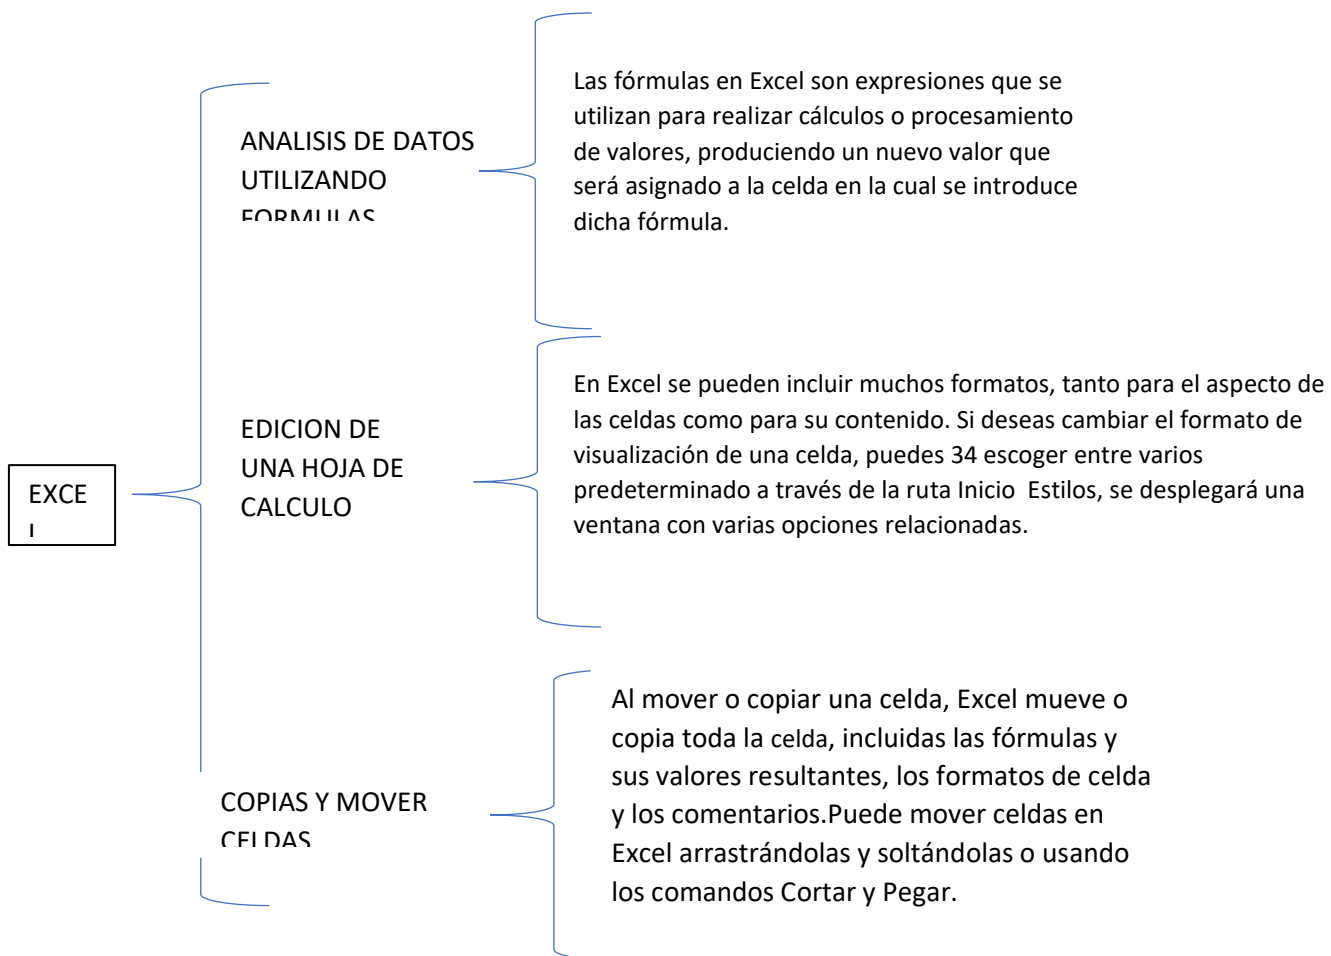 EXCE
L
ANALISIS DE DATOS
UTILIZANDO
FORMULAS
Las fórmulas en Excel son expresiones que se
utilizan para realizar cálculos o procesamiento
de valores, produciendo un nuevo valor que
será asignado a la celda en la cual se introduce
dicha fórmula.
EDICION DE
UNA HOJA DE
CALCULO
En Excel se pueden incluir muchos formatos, tanto para el aspecto de
las celdas como para su contenido. Si deseas cambiar el formato de
visualización de una celda, puedes 34 escoger entre varios
predeterminado a través de la ruta Inicio Estilos, se desplegará una
ventana con varias opciones relacionadas.
COPIAS Y MOVER
CELDAS
Al mover o copiar una celda, Excel mueve o
copia toda la celda, incluidas las fórmulas y
sus valores resultantes, los formatos de celda
y los comentarios.Puede mover celdas en
Excel arrastrándolas y soltándolas o usando
los comandos Cortar y Pegar.